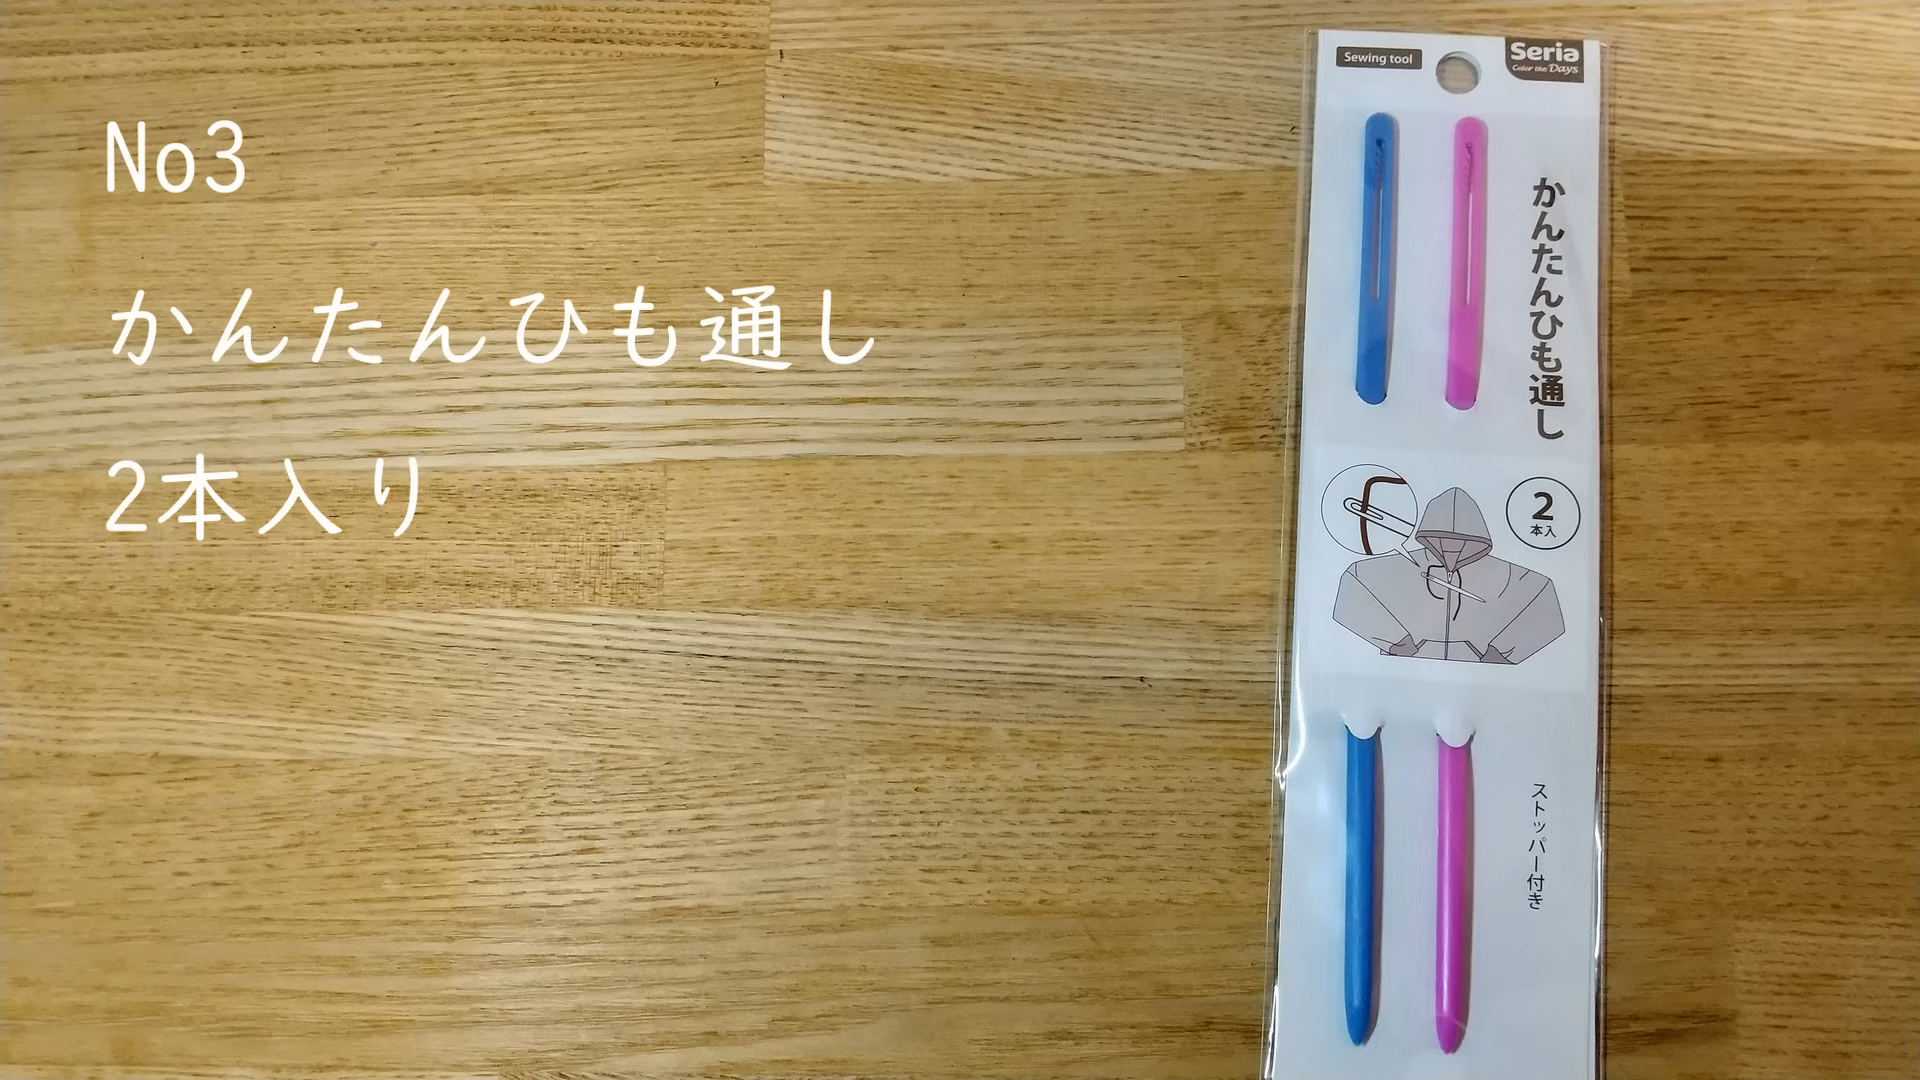 No3
かんたんひも通し
2本入り
Sewing tool
Seria
Color the Days
かんたんひも通し
2
本入
ストッパー付き